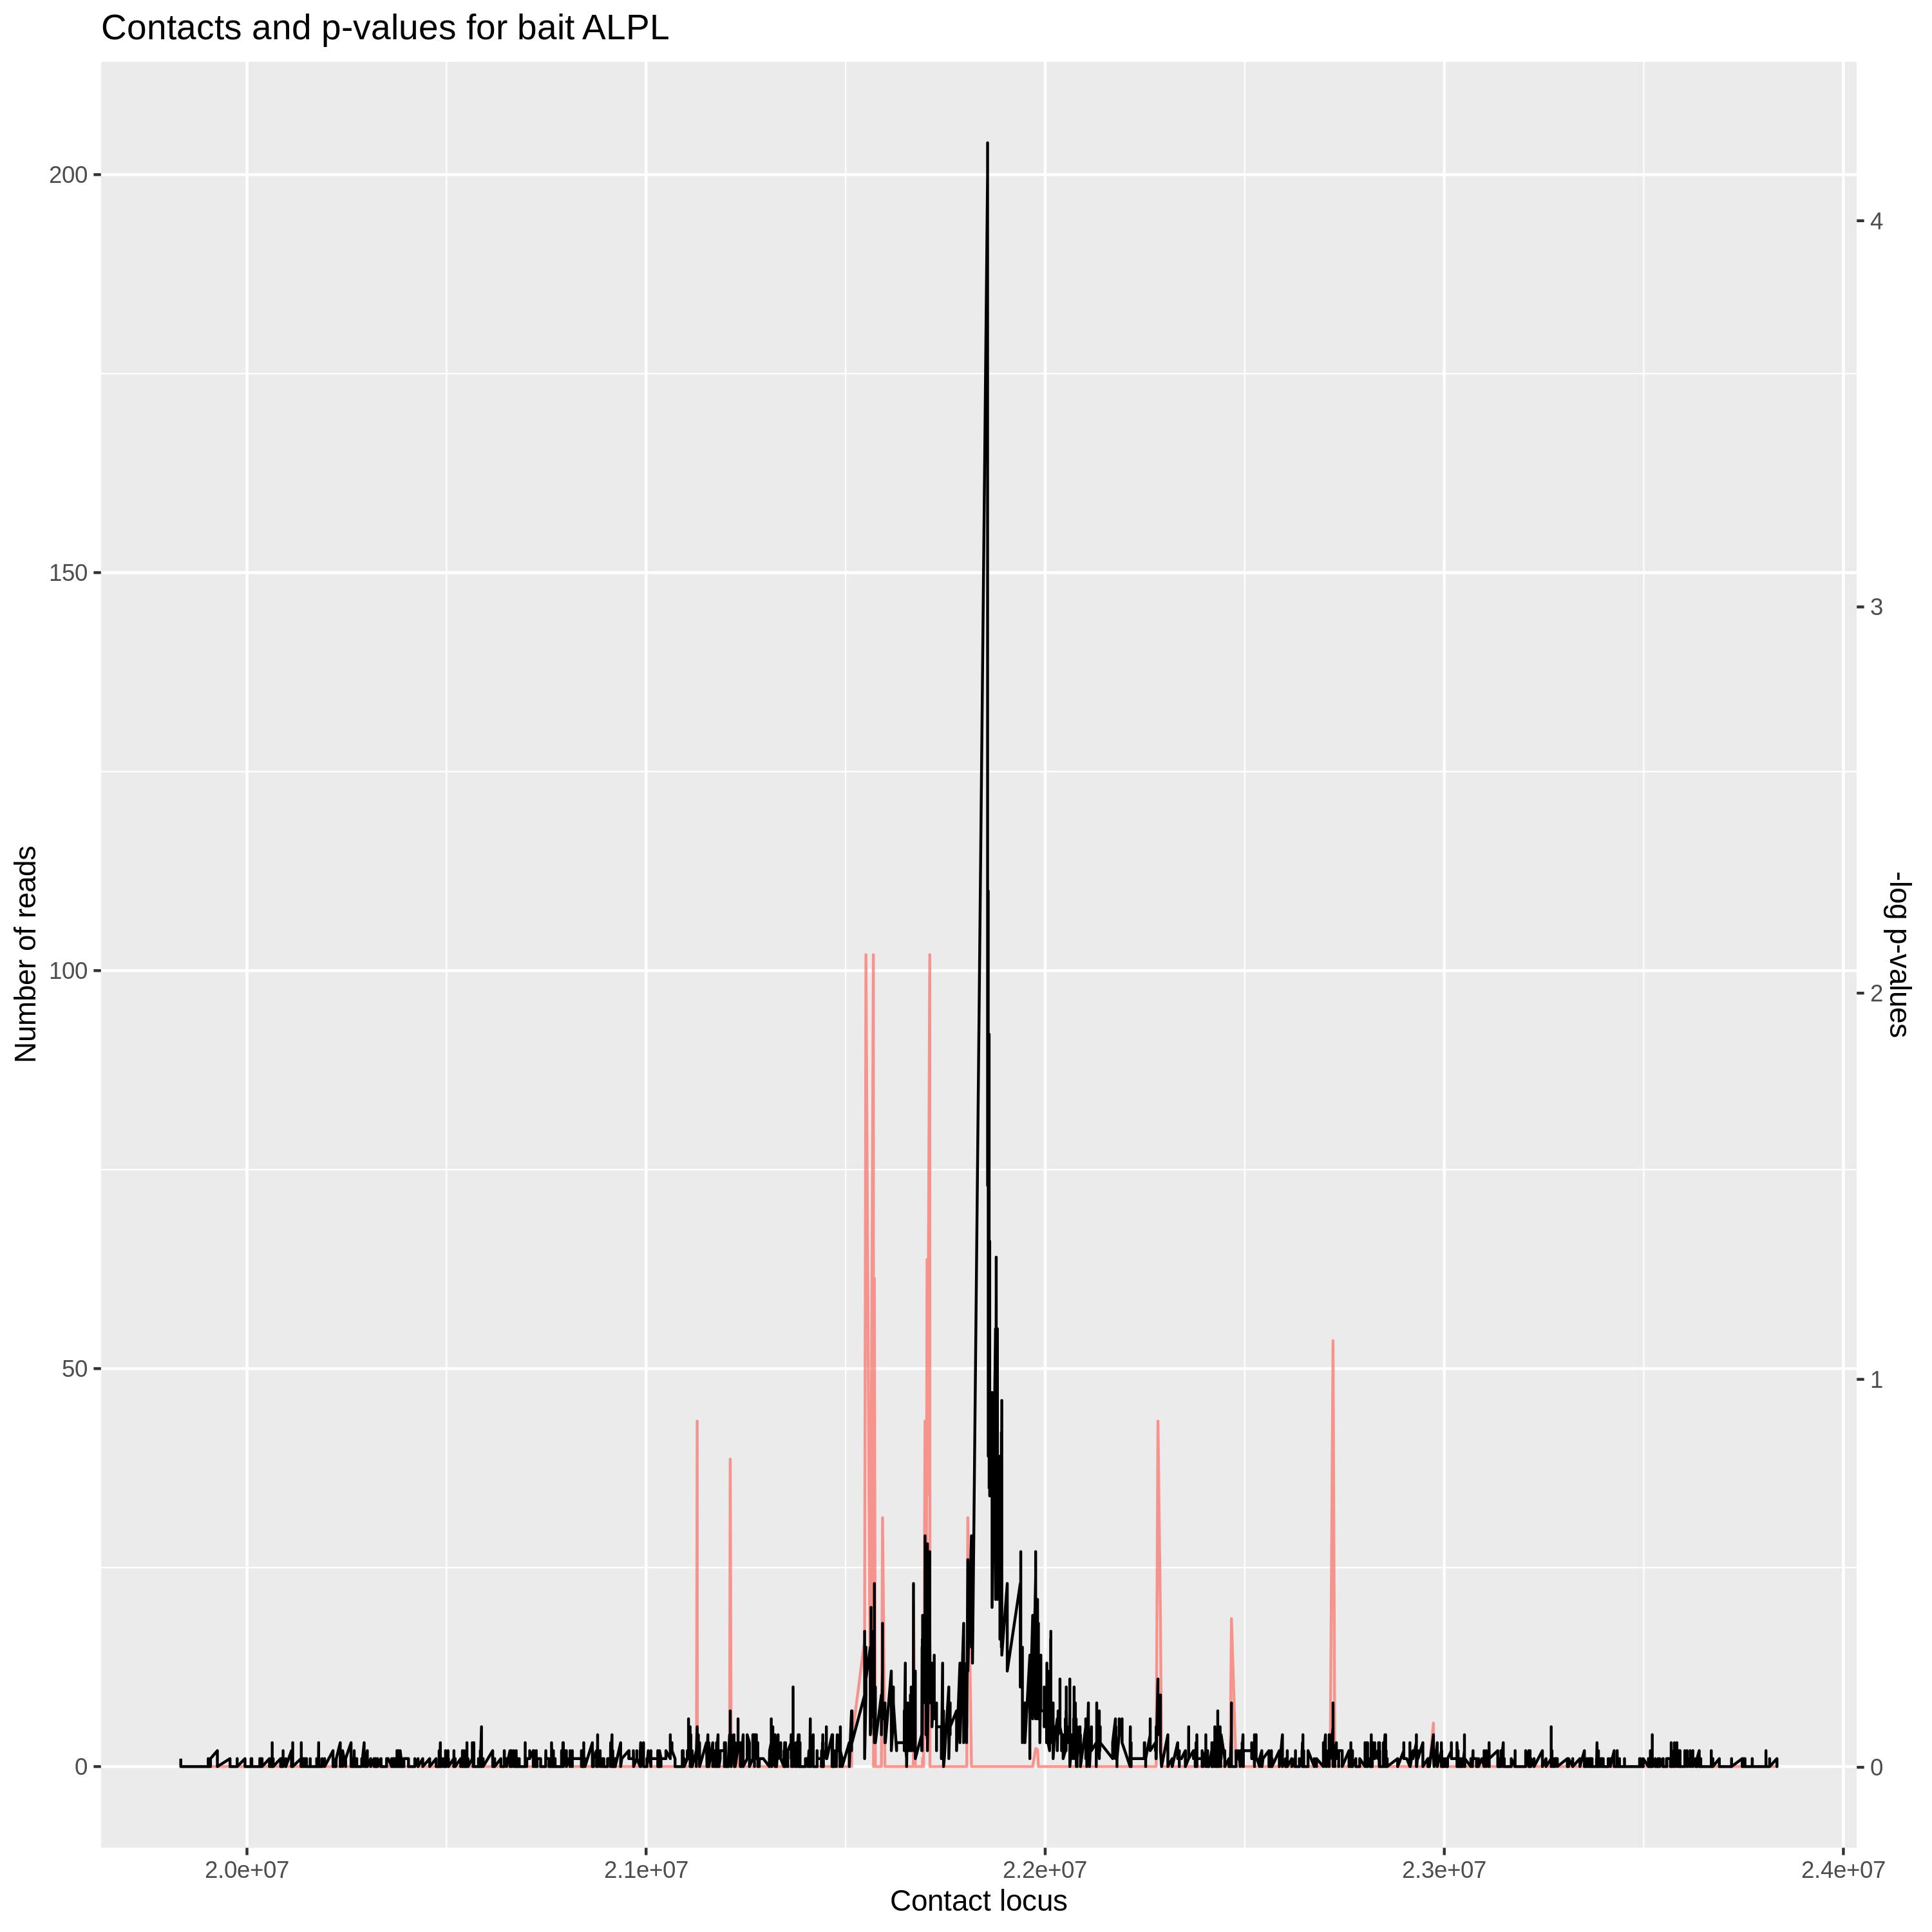 Contacts and p-values for bait ALPL
Number of reads
200
150
100
50
0
4
3
2
1
0
-log p-values
2.0e+07
2.1e+07
2.2e+07
2.3e+07
2.4e+07
Contact locus